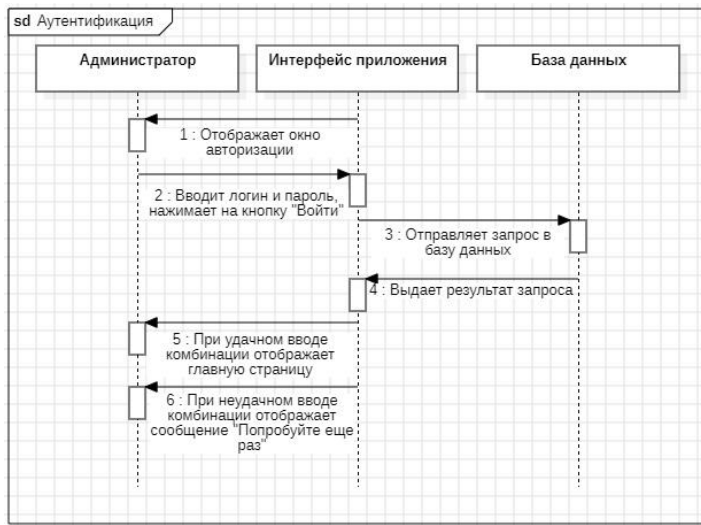 sd Аутентификация
Администратор
Интерфейс приложения
База данных
1 : Отображает окно
авторизации
2 : Вводит логин и пароль,
нажимает на кнопку "Войти"
3 : Отправляет запрос в
базу данных
4 : Выдает результат запроса
5 : При удачном вводе
комбинации отображает
главную страницу
6 : При неудачном вводе
комбинации отображает
сообщение "Попробуйте еще
раз"